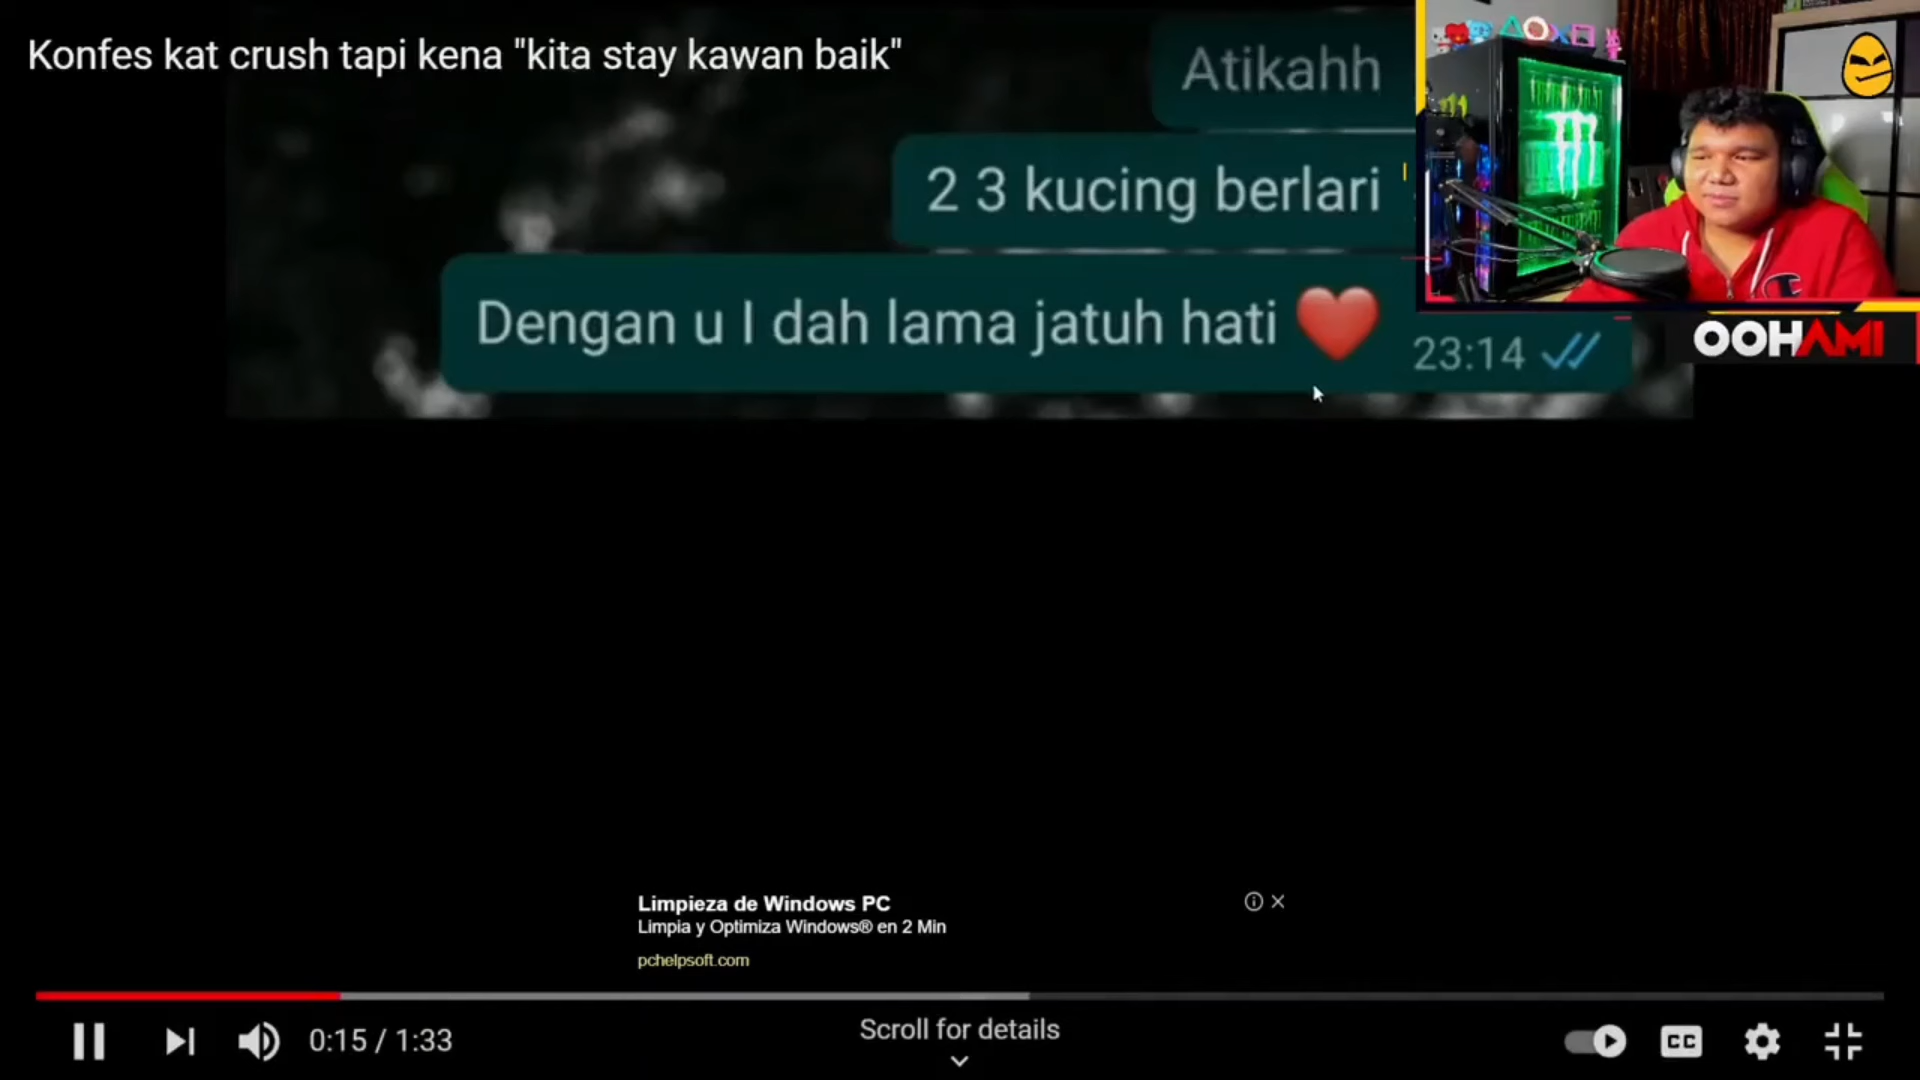 Konfes kat crush tapi kena "kita stay kawan baik"
Atikahh
2 3 kucing berlari
Dengan u I dah lama jatuh hati ❤️
23:14
OOHAMI
Limpieza de Windows PC
Limpia y Optimiza Windows® en 2 Min
pchelpsoft.com
0:15 / 1:33
Scroll for details
CC